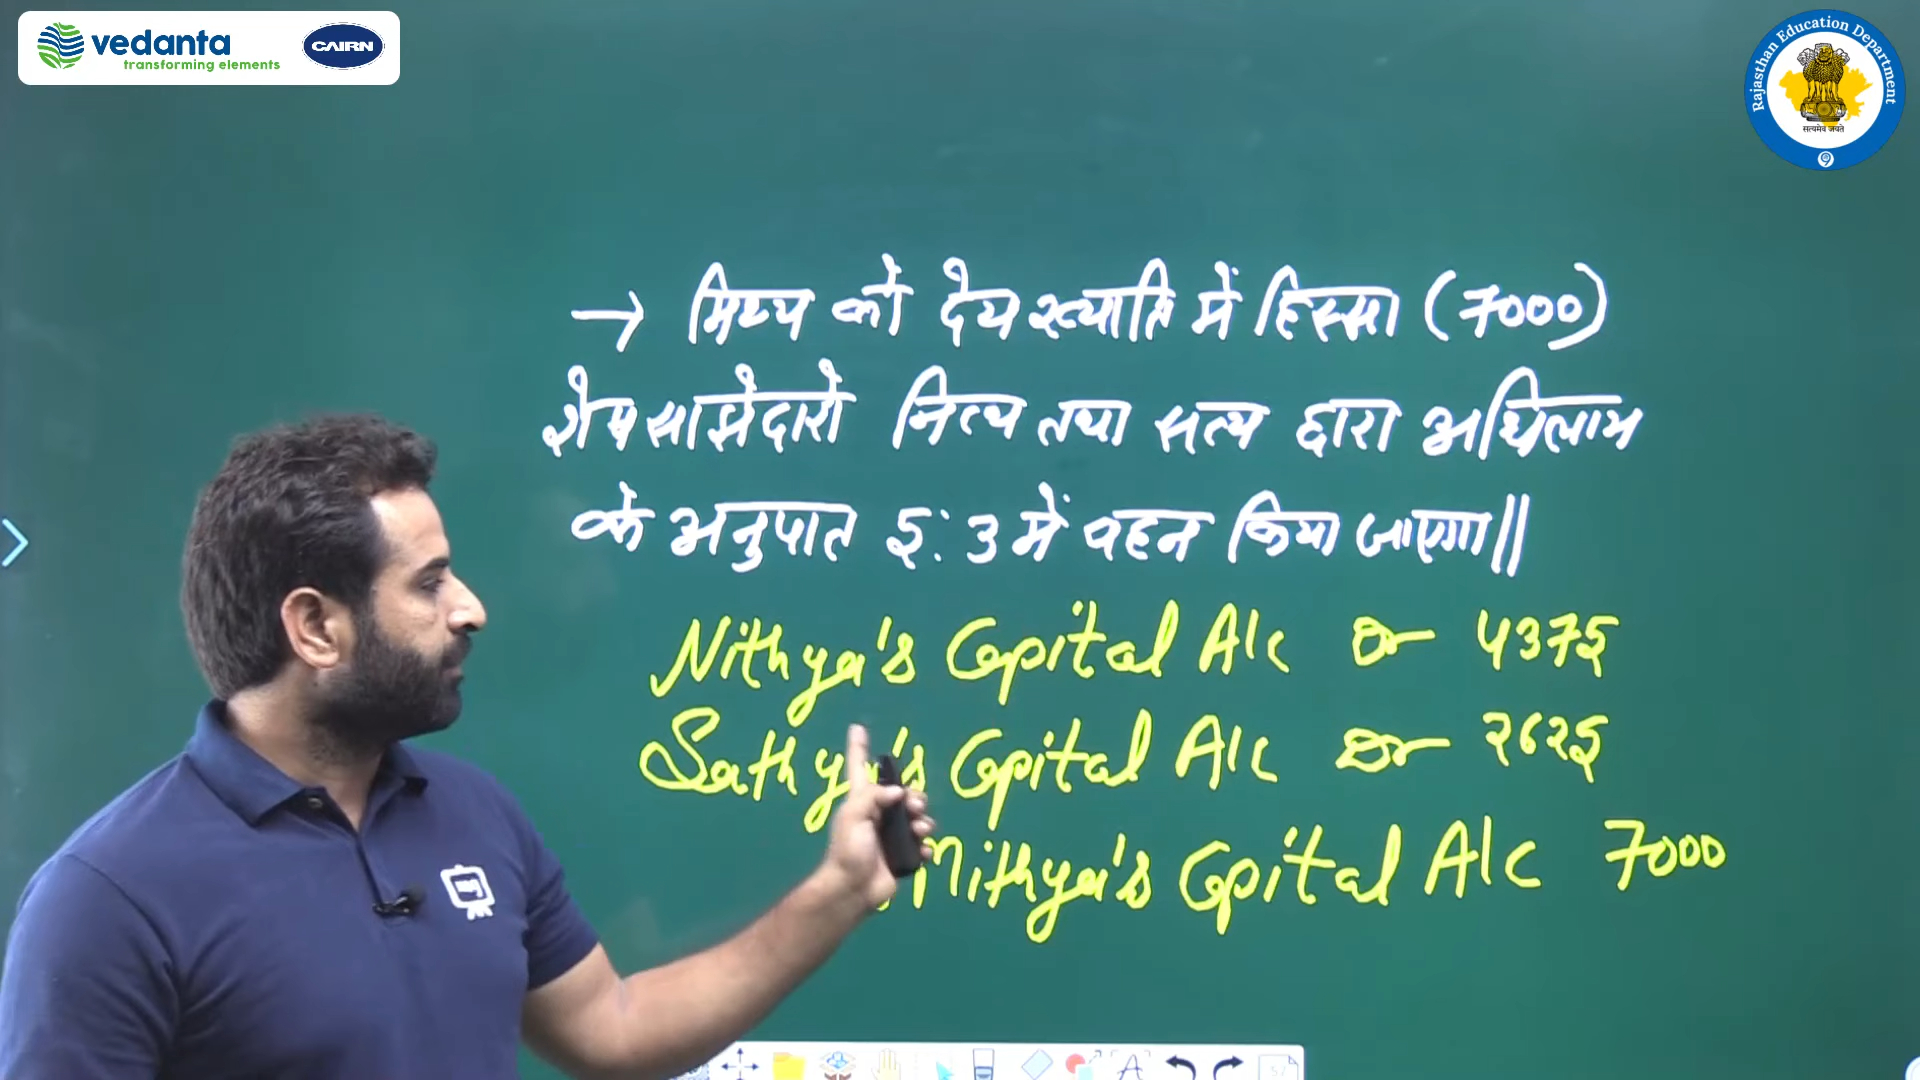 vedanta
transforming elements
CAIRN
Rajasthan Education Department
सत्यमेव जयते
→ मिथ्य को देय ख्याति में हिस्सा (7000)
शेष साझेदारो नित्य तथा सत्य द्वारा अधिलाभ
के अनुपात 5:3 में वहन किया जाएगा||
Nithya's Capital A/c Dr 4375
Sathya's Capital A/c Dr 2625
Mithya's Capital A/c 7000